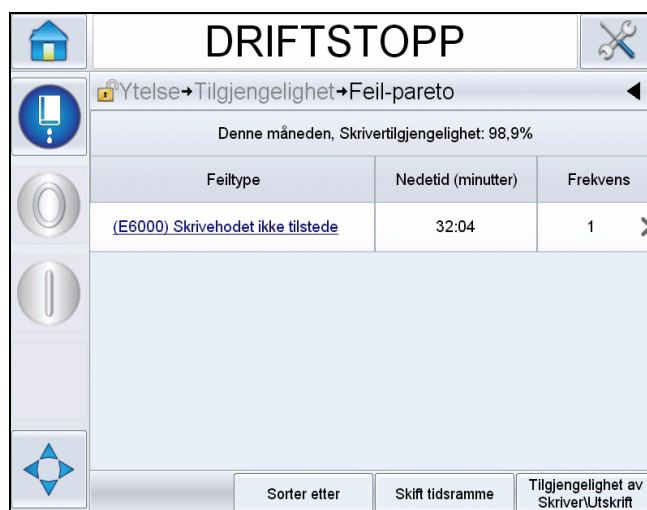 DRIFTSTOPP
Ytelse→Tilgjengelighet→Feil-pareto
Denne måneden, Skrivertilgjengelighet: 98,9%
Feiltype Nedetid (minutter) Frekvens
(E6000) Skrivehodet ikke tilstede 32:04 1
Sorter etter Skift tidsramme Tilgjengelighet av
Skriver\Utskrift